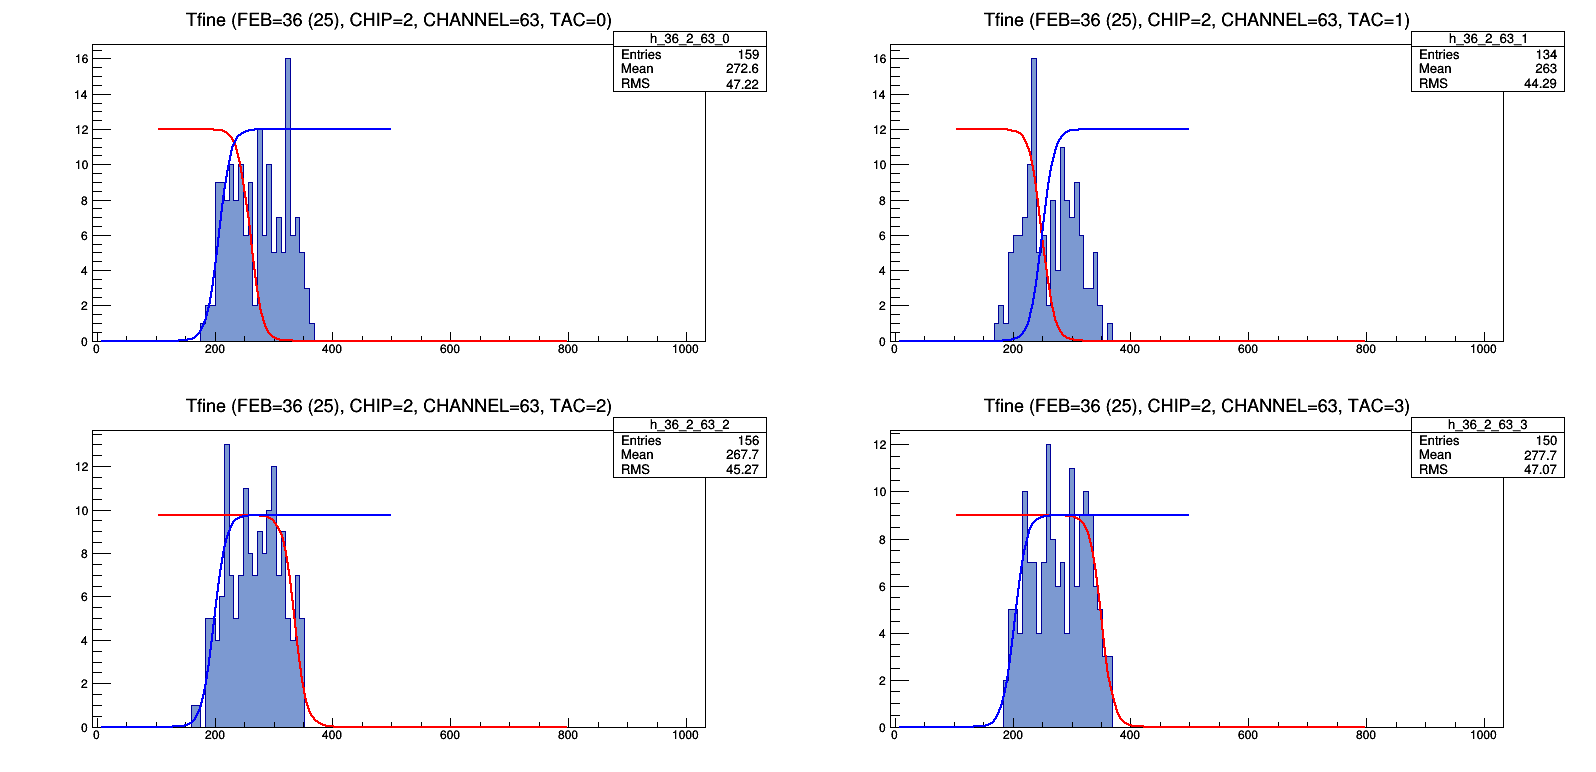 Tfine (FEB=36 (25), CHIP=2, CHANNEL=63, TAC=0)
h_36_2_63_0
Entries 159
Mean 272.6
RMS 47.22
16
14
12
10
8
6
4
2
0
0 200 400 600 800 1000
Tfine (FEB=36 (25), CHIP=2, CHANNEL=63, TAC=1)
h_36_2_63_1
Entries 134
Mean 263
RMS 44.29
16
14
12
10
8
6
4
2
0
0 200 400 600 800 1000
Tfine (FEB=36 (25), CHIP=2, CHANNEL=63, TAC=2)
h_36_2_63_2
Entries 156
Mean 267.7
RMS 45.27
12
10
8
6
4
2
0
0 200 400 600 800 1000
Tfine (FEB=36 (25), CHIP=2, CHANNEL=63, TAC=3)
h_36_2_63_3
Entries 150
Mean 277.7
RMS 47.07
12
10
8
6
4
2
0
0 200 400 600 800 1000